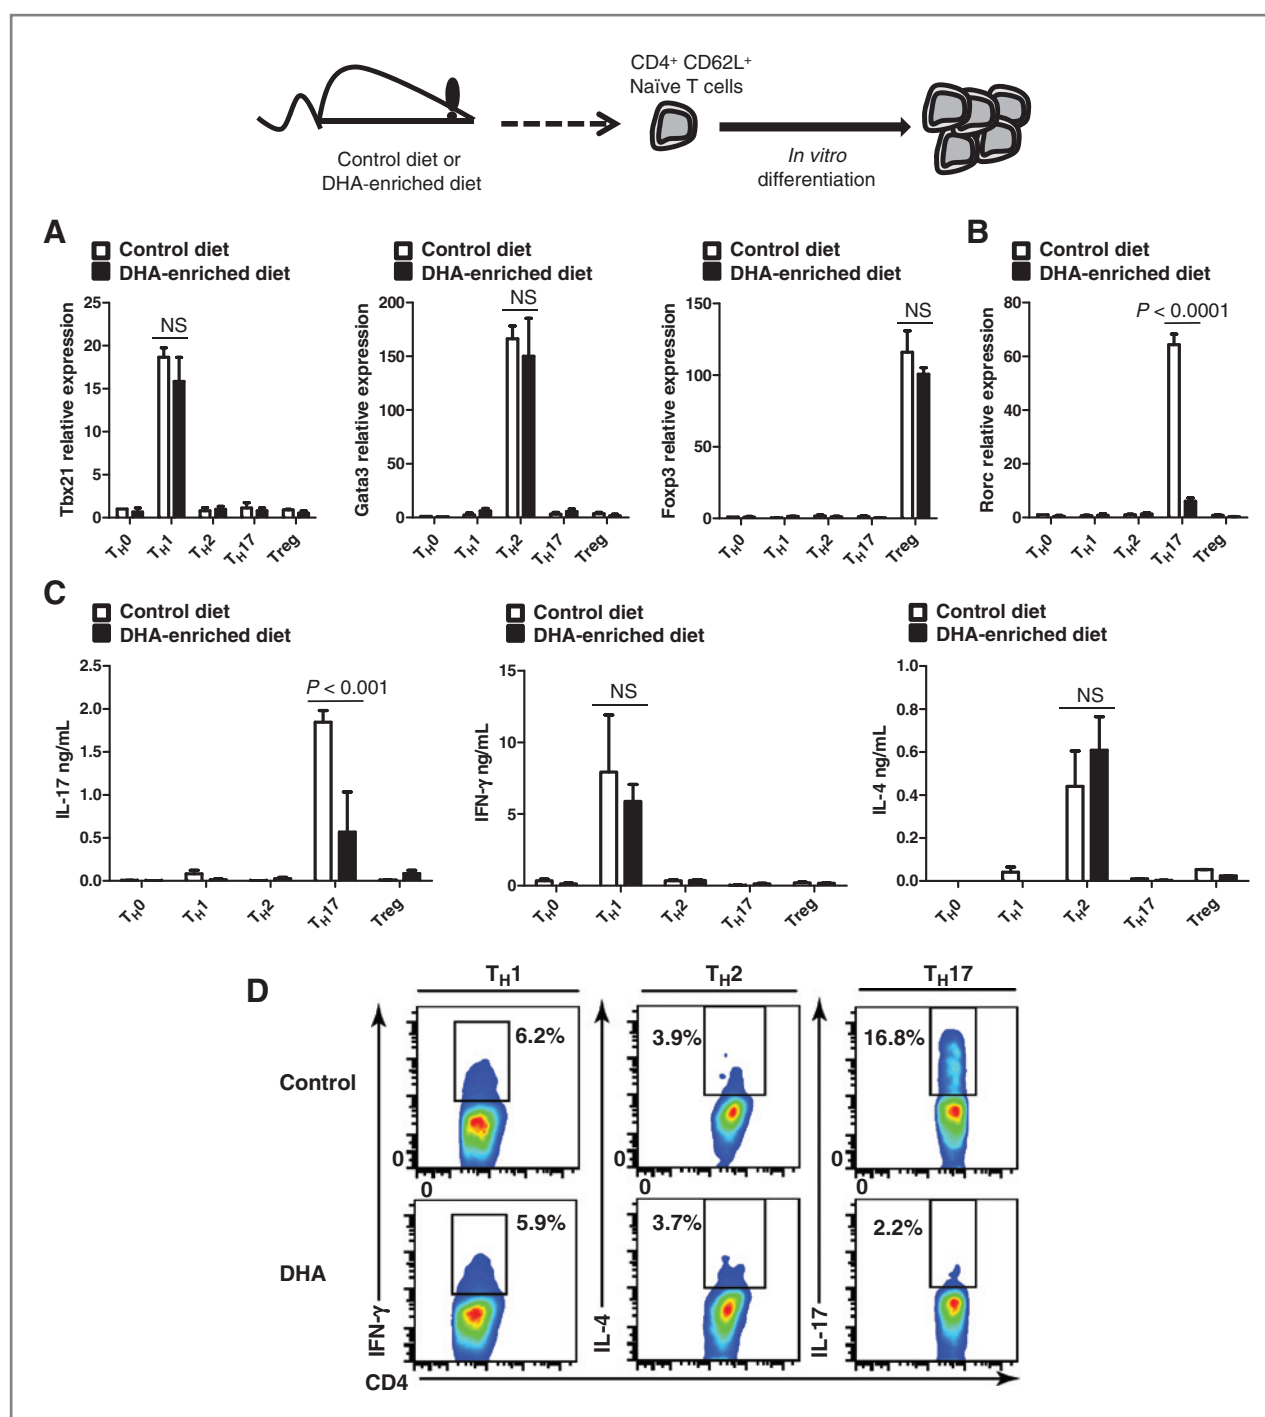 CD4+ CD62L+
Naïve T cells
Control diet or
DHA-enriched diet
In vitro
differentiation
A
Control diet
DHA-enriched diet
Tbx21 relative expression
25
20
15
10
5
0
NS
TH0
TH1
TH2
TH17
Treg
Control diet
DHA-enriched diet
Gata3 relative expression
200
150
100
50
0
NS
TH0
TH1
TH2
TH17
Treg
Control diet
DHA-enriched diet
Foxp3 relative expression
150
100
50
0
NS
TH0
TH1
TH2
TH17
Treg
B
Control diet
DHA-enriched diet
Rorc relative expression
80
60
40
20
0
P < 0.0001
TH0
TH1
TH2
TH17
Treg
C
Control diet
DHA-enriched diet
IL-17 ng/mL
2.5
2.0
1.5
1.0
0.5
0.0
P < 0.001
TH0
TH1
TH2
TH17
Treg
Control diet
DHA-enriched diet
IFN-γ ng/mL
15
10
5
0
NS
TH0
TH1
TH2
TH17
Treg
Control diet
DHA-enriched diet
IL-4 ng/mL
1.0
0.8
0.6
0.4
0.2
0.0
NS
TH0
TH1
TH2
TH17
Treg
D
TH1
TH2
TH17
Control
6.2%
3.9%
16.8%
0
0
0
0
0
0
DHA
5.9%
3.7%
2.2%
IFN-γ
IL-4
IL-17
CD4